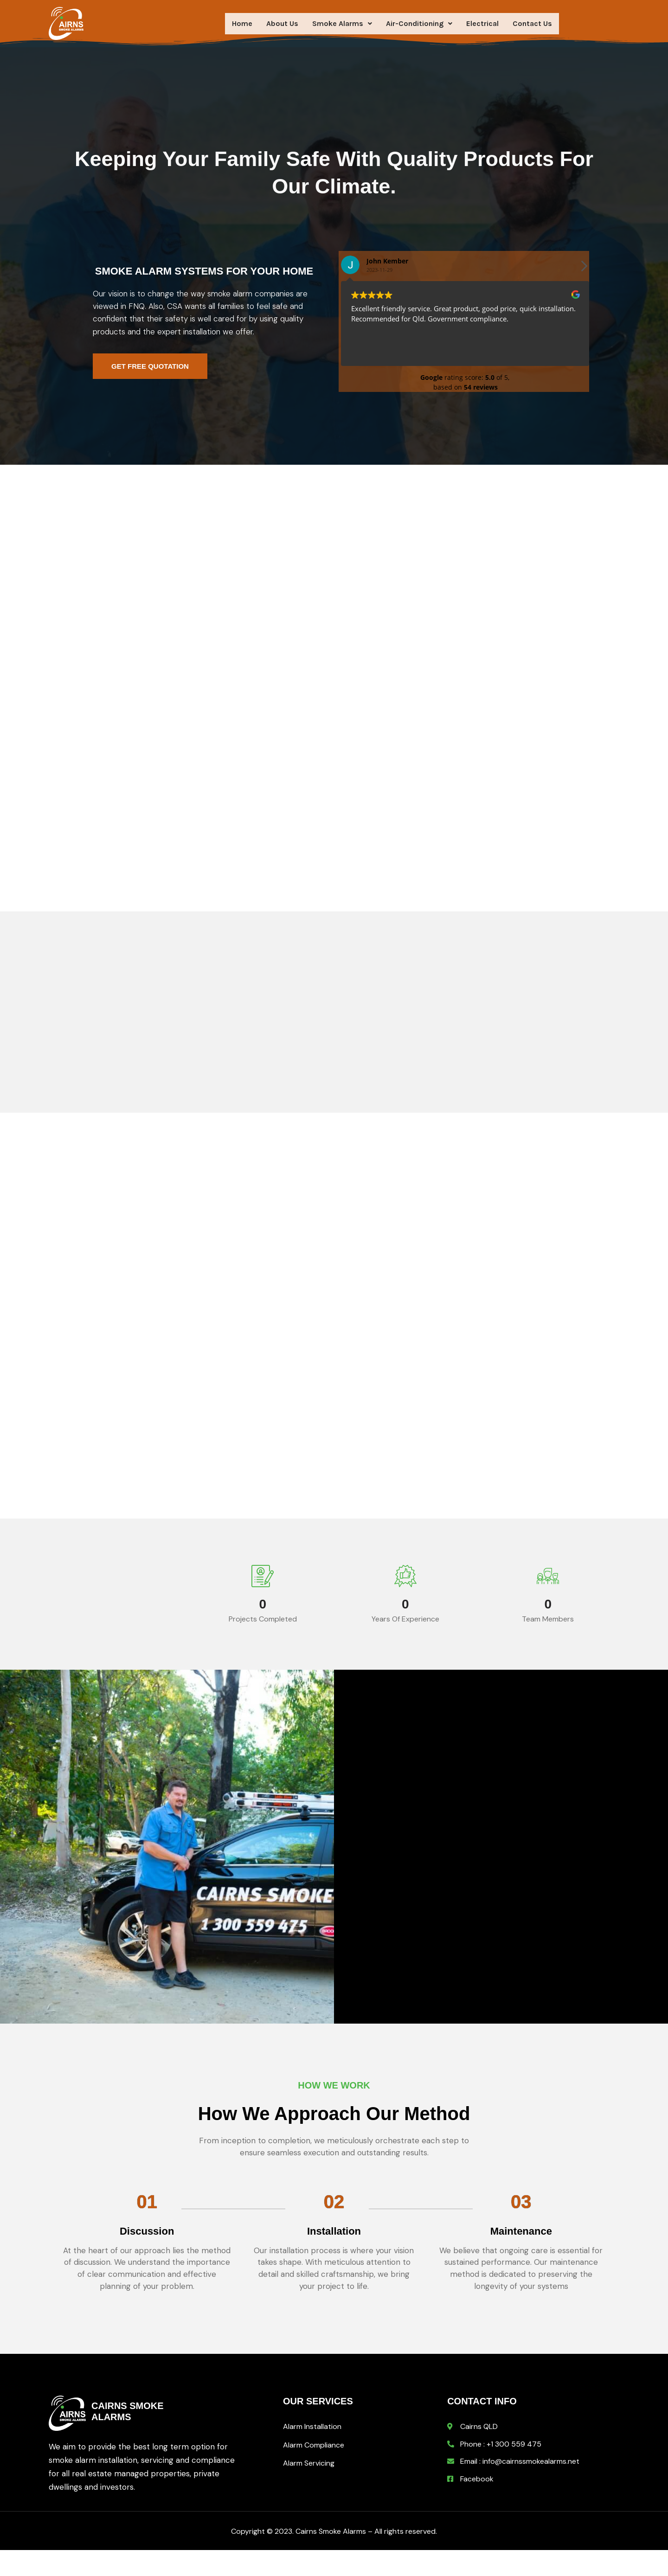 AIRNS
SMOKE ALARMS
Home
About Us
Smoke Alarms
Air-Conditioning
Electrical
Contact Us
Keeping Your Family Safe With Quality Products For
Our Climate.
SMOKE ALARM SYSTEMS FOR YOUR HOME
Our vision is to change the way smoke alarm companies are
viewed in FNQ. Also, CSA wants all families to feel safe and
confident that their safety is well cared for by using quality
products and the expert installation we offer.
GET FREE QUOTATION
J
John Kember
Excellent friendly service. Great product, good price, quick installation.
Recommended for Qld. Government compliance.
Google rating score: 5.0 of 5,
based on 54 reviews
0
Projects Completed
0
Years Of Experience
0
Team Members
CAIRNS SMOKE
1 300 559 475
HOW WE WORK
How We Approach Our Method
From inception to completion, we meticulously orchestrate each step to
ensure seamless execution and outstanding results.
01
Discussion
At the heart of our approach lies the method
of discussion. We understand the importance
of clear communication and effective
planning of your problem.
02
Installation
Our installation process is where your vision
takes shape. With meticulous attention to
detail and skilled craftsmanship, we bring
your project to life.
03
Maintenance
We believe that ongoing care is essential for
sustained performance. Our maintenance
method is dedicated to preserving the
longevity of your systems
AIRNS
SMOKE ALARMS
CAIRNS SMOKE
ALARMS
We aim to provide the best long term option for
smoke alarm installation, servicing and compliance
for all real estate managed properties, private
dwellings and investors.
OUR SERVICES
Alarm Installation
Alarm Compliance
Alarm Servicing
CONTACT INFO
Cairns QLD
Phone : +1 300 559 475
Email : info@cairnssmokealarms.net
Facebook
Copyright © 2023. Cairns Smoke Alarms – All rights reserved.